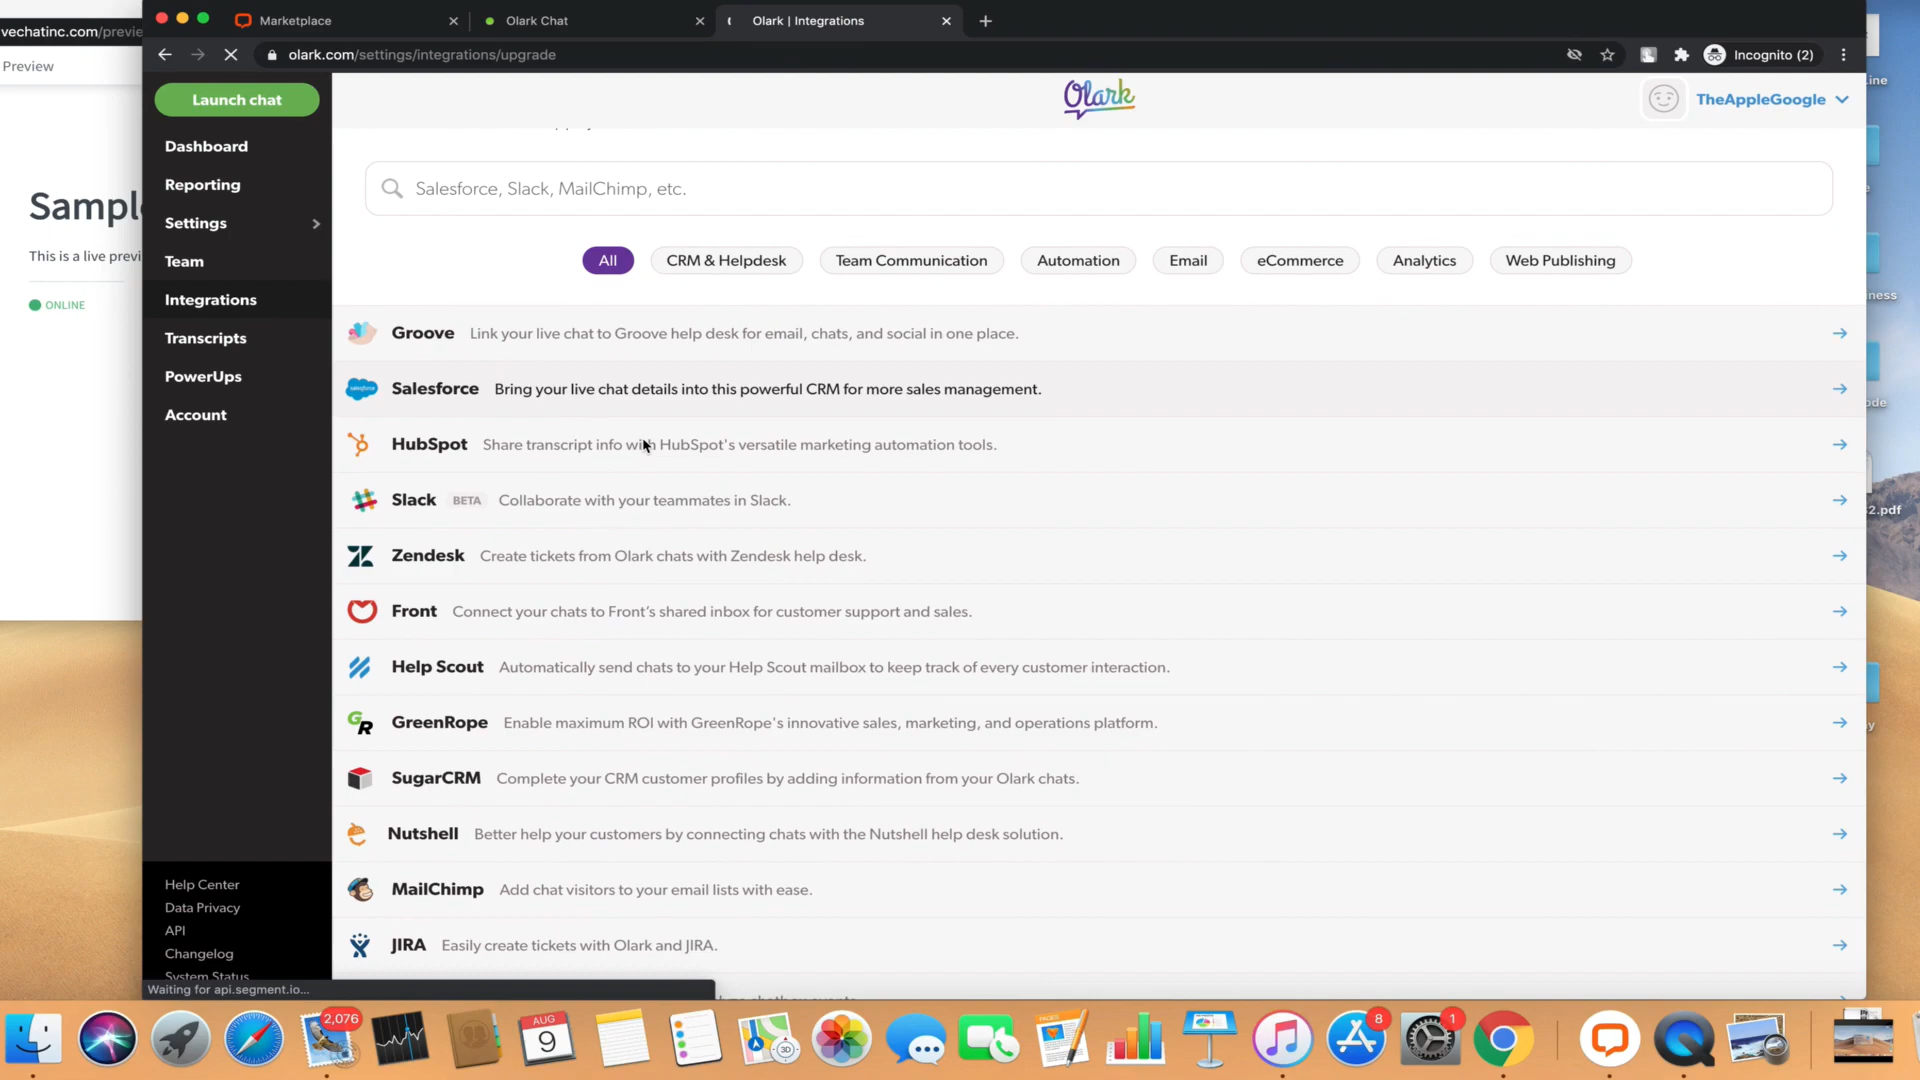 vechatinc.com/previe
Preview
Sampl
This is a live previ
ONLINE
Marketplace
Olark Chat
Olark | Integrations
olark.com/settings/integrations/upgrade
Incognito (2)
Launch chat
Dashboard
Reporting
Settings
Team
Integrations
Transcripts
PowerUps
Account
Help Center
Data Privacy
API
Changelog
System Status
Waiting for api.segment.io...
Olark
TheAppleGoogle
Salesforce, Slack, MailChimp, etc.
All CRM & Helpdesk Team Communication Automation Email eCommerce Analytics Web Publishing
Groove Link your live chat to Groove help desk for email, chats, and social in one place.
Salesforce Bring your live chat details into this powerful CRM for more sales management.
HubSpot Share transcript info with HubSpot's versatile marketing automation tools.
Slack BETA Collaborate with your teammates in Slack.
Zendesk Create tickets from Olark chats with Zendesk help desk.
Front Connect your chats to Front's shared inbox for customer support and sales.
Help Scout Automatically send chats to your Help Scout mailbox to keep track of every customer interaction.
GreenRope Enable maximum ROI with GreenRope's innovative sales, marketing, and operations platform.
SugarCRM Complete your CRM customer profiles by adding information from your Olark chats.
Nutshell Better help your customers by connecting chats with the Nutshell help desk solution.
MailChimp Add chat visitors to your email lists with ease.
JIRA Easily create tickets with Olark and JIRA.
ine
ness
ode
2.pdf
y
2,076
AUG
9
3D
PAGES
8
1